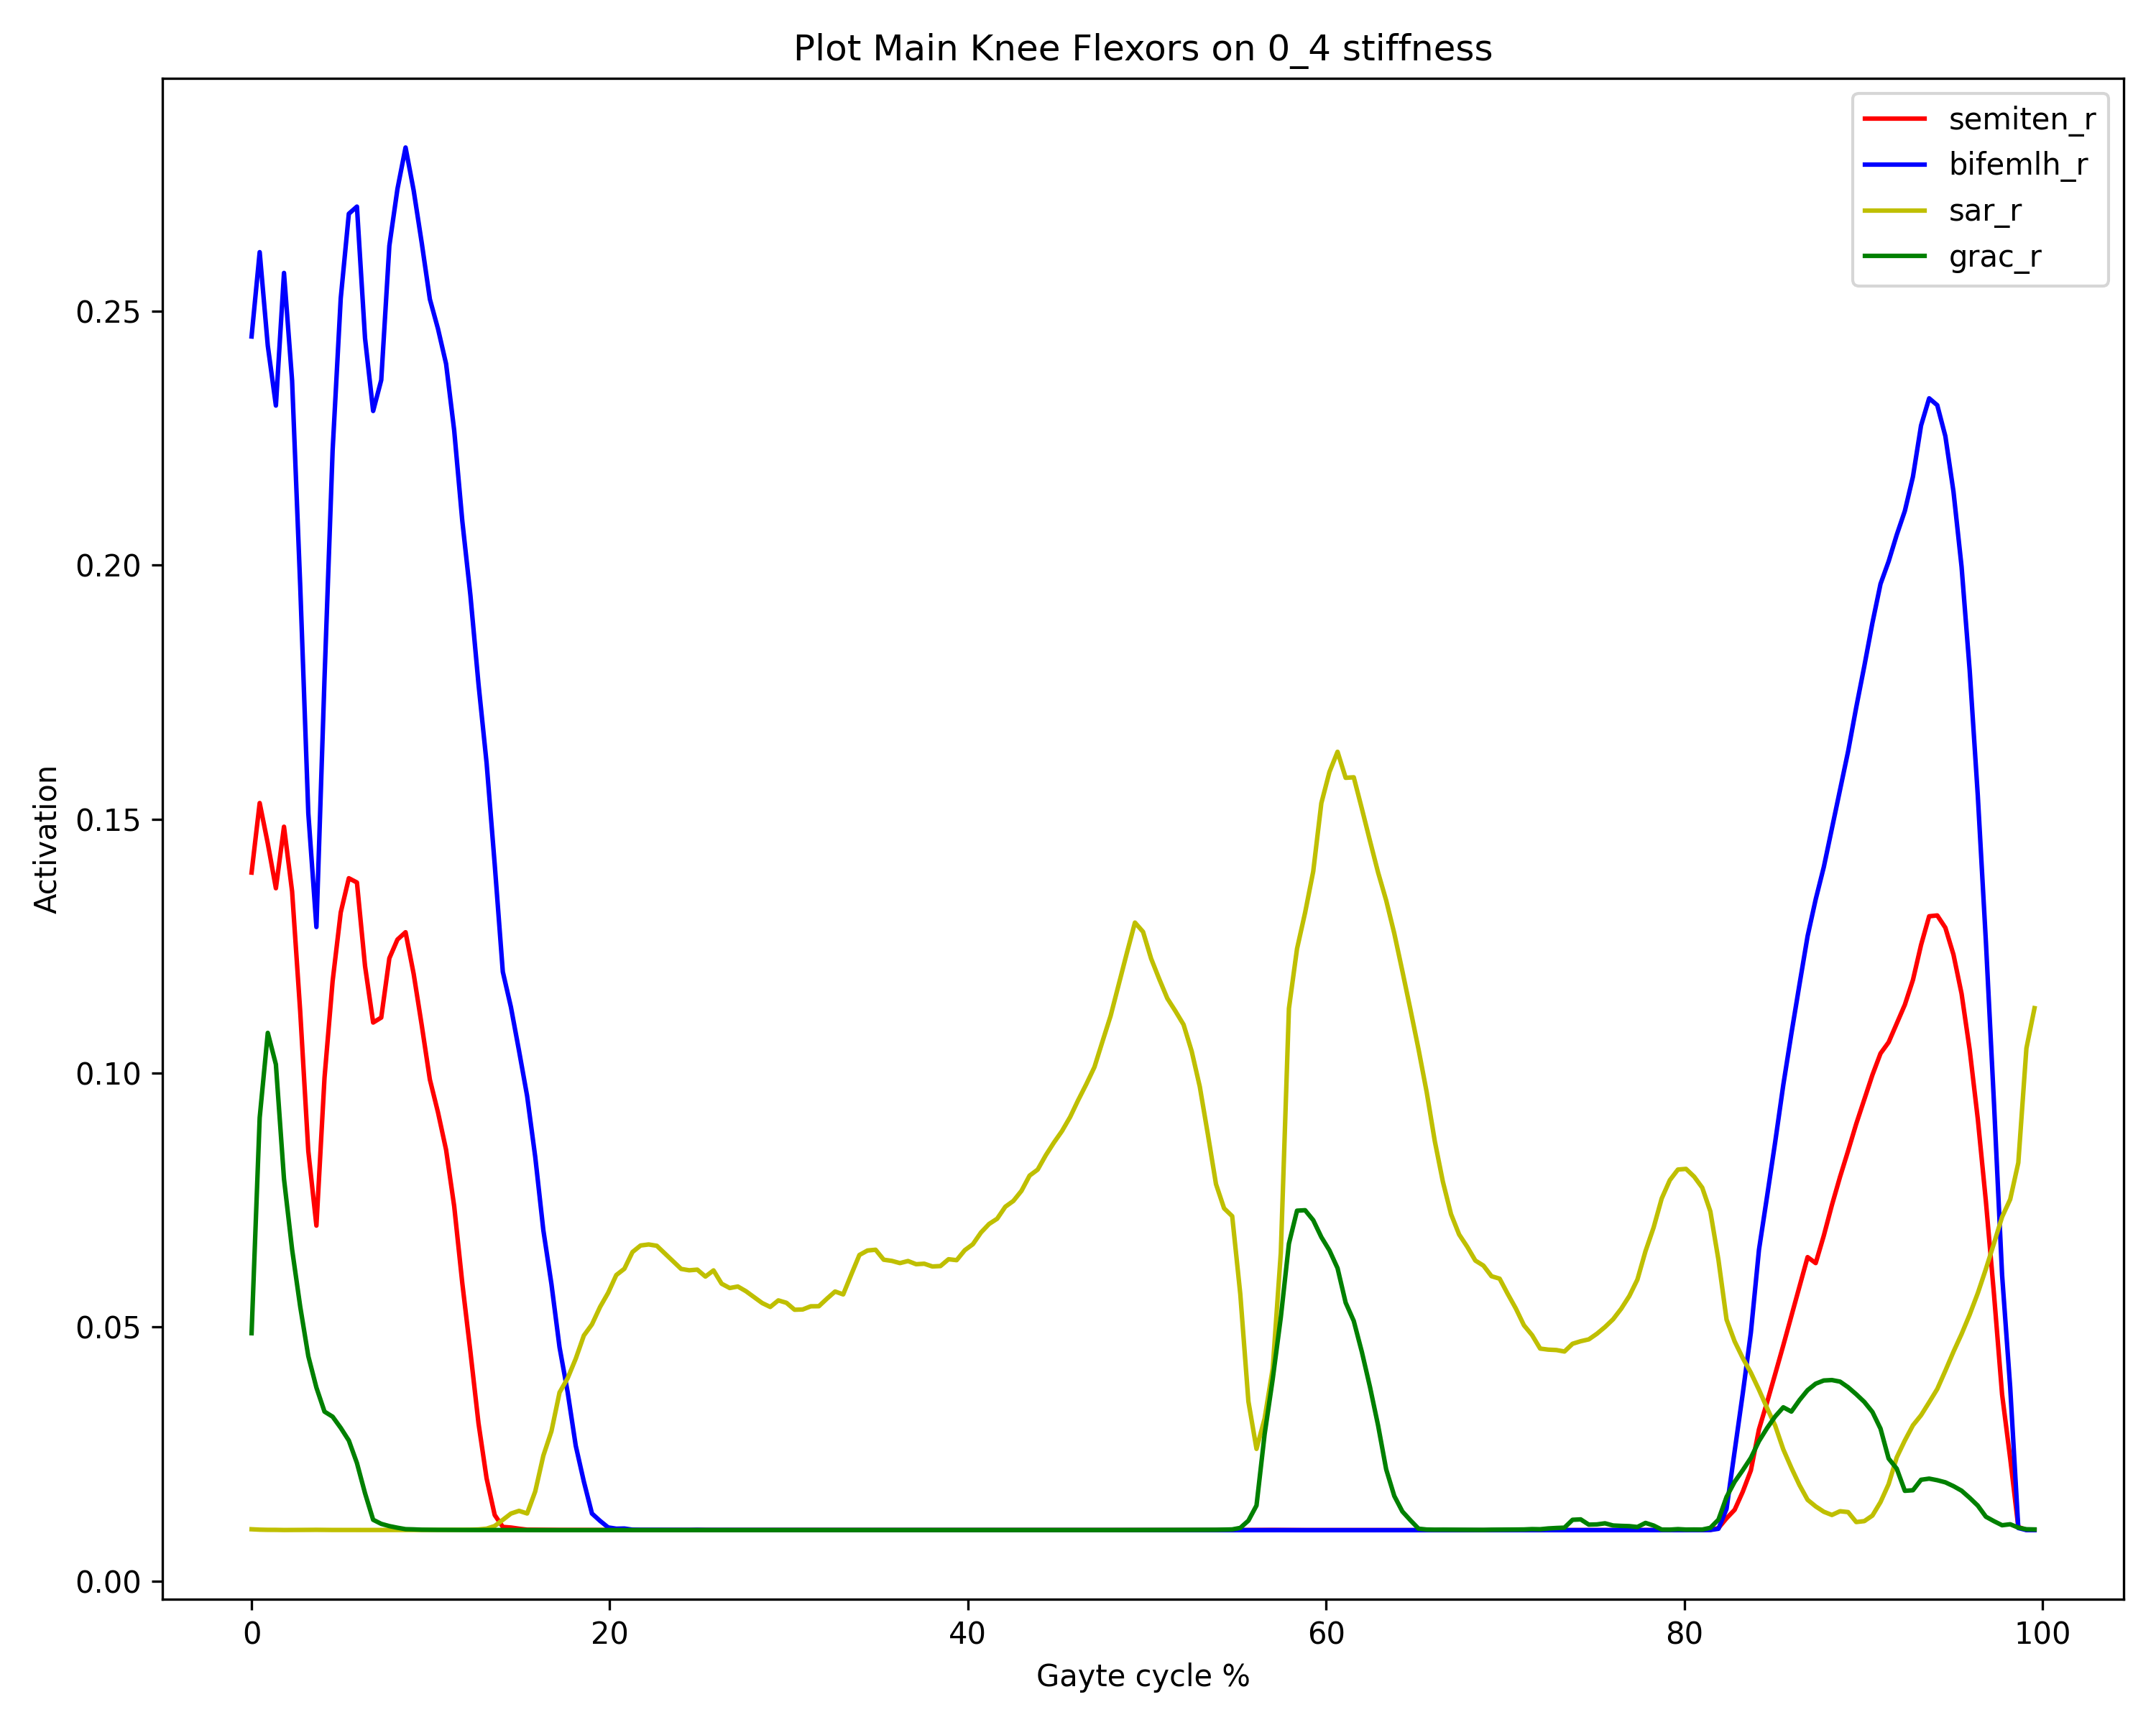 Plot Main Knee Flexors on 0_4 stiffness
semiten_r
bifemlh_r
sar_r
grac_r
Activation
0.25
0.20
0.15
0.10
0.05
0.00
0 20 40 60 80 100
Gayte cycle %